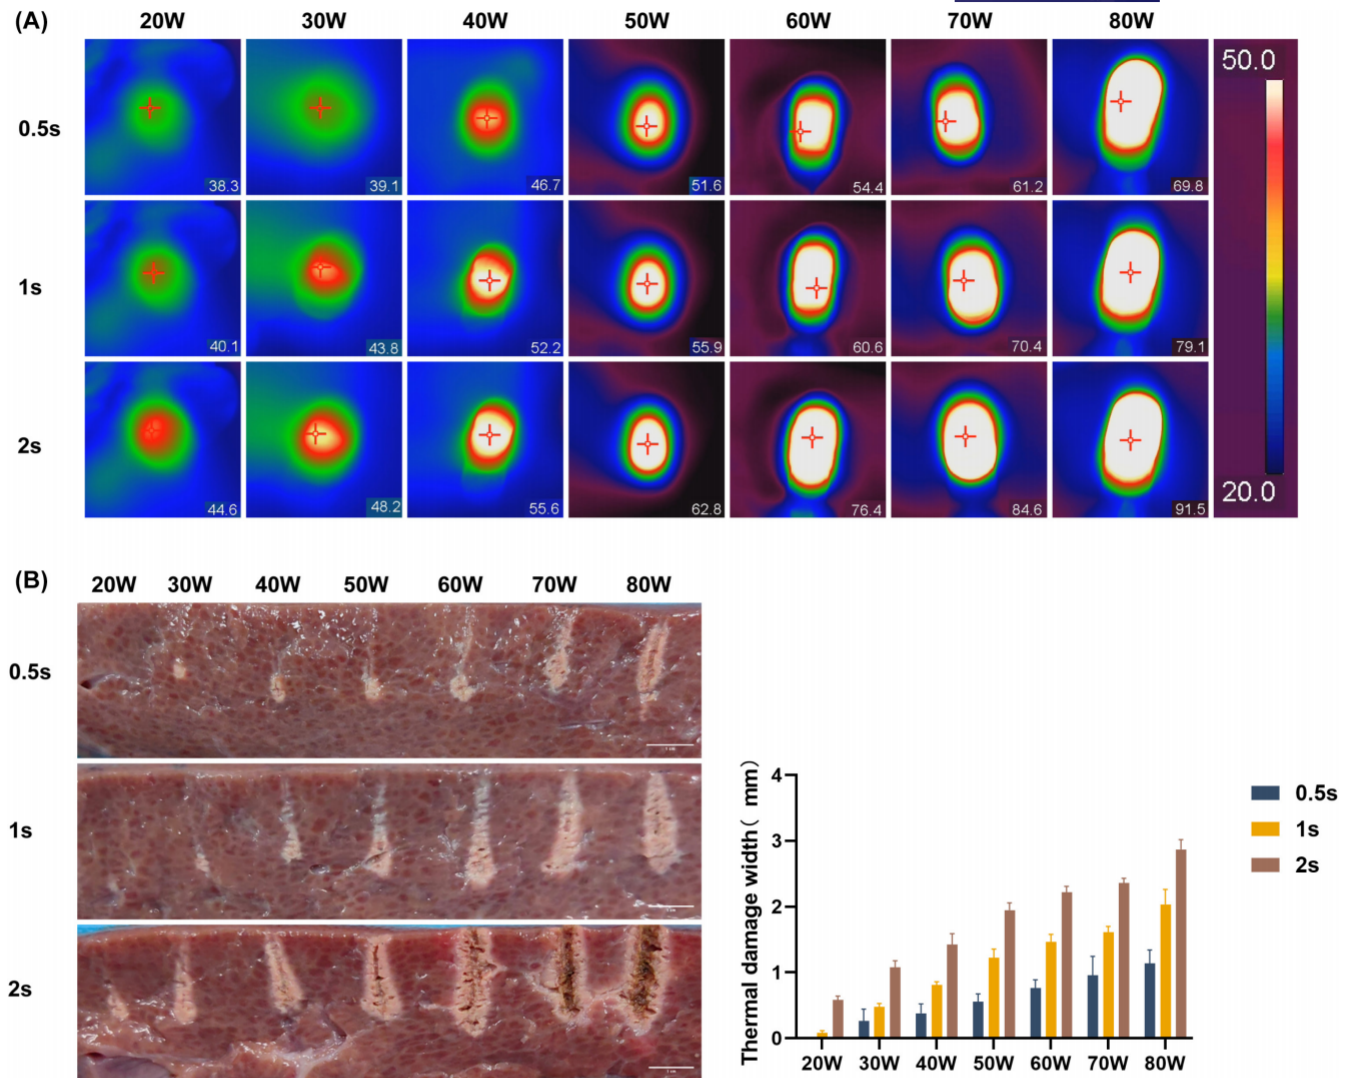 (A)
20W 30W 40W 50W 60W 70W 80W
50.0
0.5s
38.3 39.1 46.7 51.6 54.4 61.2 69.8
1s
40.1 43.8 52.2 55.9 60.6 70.4 79.1
2s
44.6 48.2 55.6 62.8 76.4 84.6 91.5
20.0
(B)
20W 30W 40W 50W 60W 70W 80W
0.5s
1s
2s
Thermal damage width( mm)
4
3
2
1
0
20W 30W 40W 50W 60W 70W 80W
0.5s
1s
2s